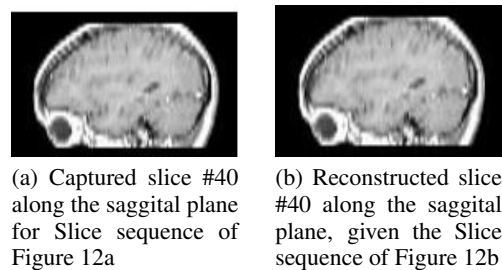 (a) Captured slice #40
along the saggital plane
for Slice sequence of
Figure 12a
(b) Reconstructed slice
#40 along the saggital
plane, given the Slice
sequence of Figure 12b